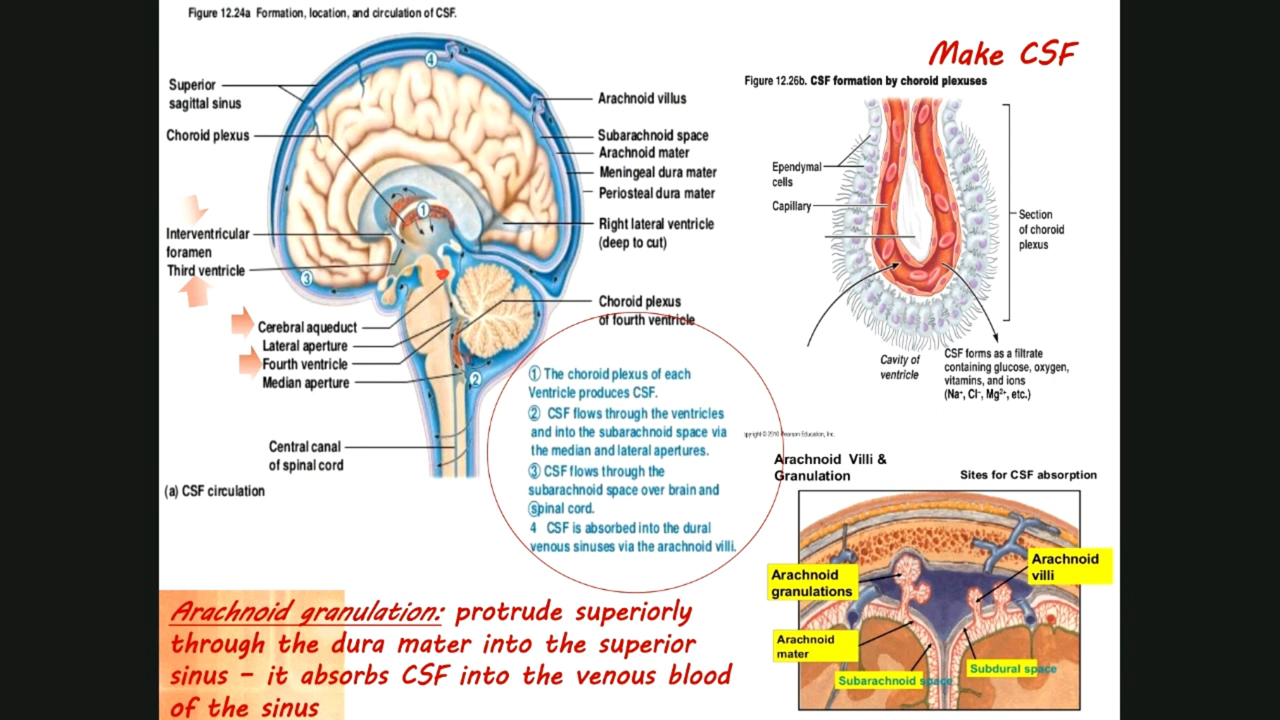 Figure 12.24a Formation, location, and circulation of CSF.
Superior
sagittal sinus
Choroid plexus
Interventricular
foramen
Third ventricle
Cerebral aqueduct
Lateral aperture
Fourth ventricle
Median aperture
Central canal
of spinal cord
(a) CSF circulation
4
1
3
2
Arachnoid villus
Subarachnoid space
Arachnoid mater
Meningeal dura mater
Periosteal dura mater
Right lateral ventricle
(deep to cut)
Choroid plexus
of fourth ventricle
① The choroid plexus of each
Ventricle produces CSF.
② CSF flows through the ventricles
and into the subarachnoid space via
the median and lateral apertures.
③ CSF flows through the
subarachnoid space over brain and
spinal cord.
4 CSF is absorbed into the dural
venous sinuses via the arachnoid villi.
Make CSF
Figure 12.26b. CSF formation by choroid plexuses
Ependymal
cells
Capillary
Section
of choroid
plexus
Cavity of
ventricle
CSF forms as a filtrate
containing glucose, oxygen,
vitamins, and ions
(Na⁺, Cl⁻, Mg²⁺, etc.)
pyright © 2010 Pearson Education, Inc.
Arachnoid Villi &
Granulation
Sites for CSF absorption
Arachnoid
granulations
Arachnoid
villi
Arachnoid
mater
Subarachnoid space
Subdural space
Arachnoid granulation: protrude superiorly
through the dura mater into the superior
sinus – it absorbs CSF into the venous blood
of the sinus